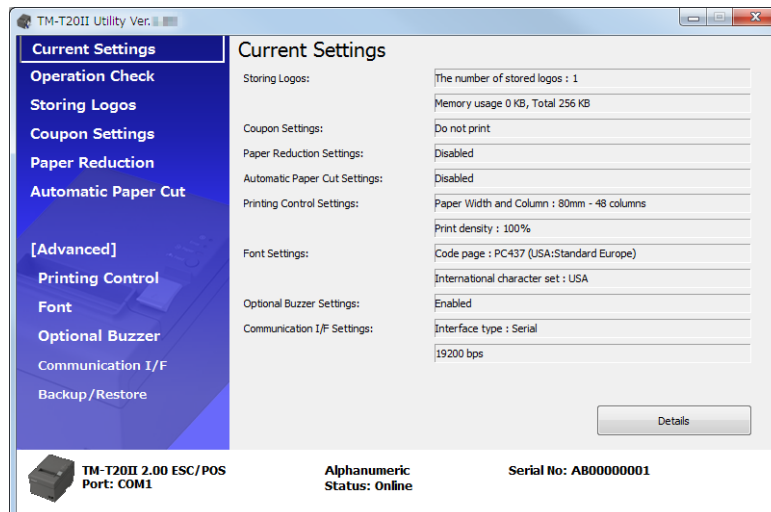 TM-T20II Utility Ver.
Current Settings
Operation Check
Storing Logos
Coupon Settings
Paper Reduction
Automatic Paper Cut
[Advanced]
Printing Control
Font
Optional Buzzer
Communication I/F
Backup/Restore
Current Settings
Storing Logos: The number of stored logos : 1
Memory usage 0 KB, Total 256 KB
Coupon Settings: Do not print
Paper Reduction Settings: Disabled
Automatic Paper Cut Settings: Disabled
Printing Control Settings: Paper Width and Column : 80mm - 48 columns
Print density : 100%
Font Settings: Code page : PC437 (USA:Standard Europe)
International character set : USA
Optional Buzzer Settings: Enabled
Communication I/F Settings: Interface type : Serial
19200 bps
Details
TM-T20II 2.00 ESC/POS Alphanumeric Serial No: AB00000001
Port: COM1 Status: Online